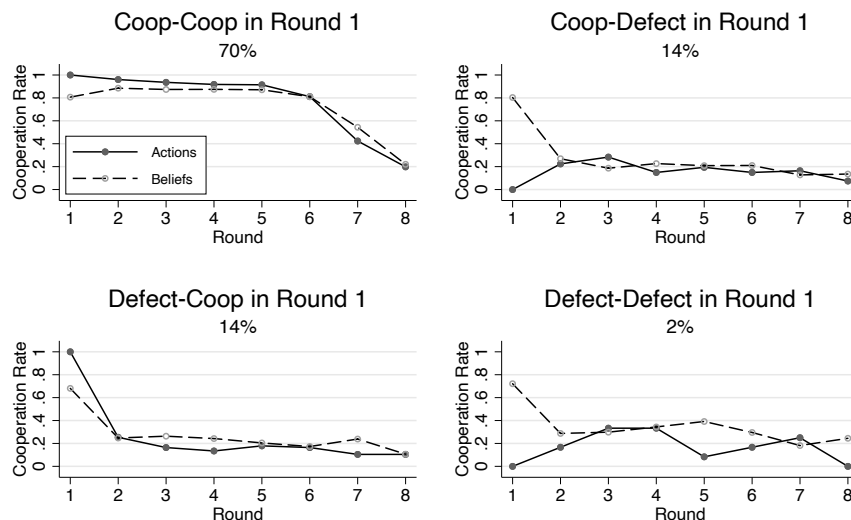 Coop-Coop in Round 1
70%
Cooperation Rate
0 .2 .4 .6 .8 1
Actions
Beliefs
1 2 3 4 5 6 7 8
Round
Coop-Defect in Round 1
14%
Cooperation Rate
0 .2 .4 .6 .8 1
1 2 3 4 5 6 7 8
Round
Defect-Coop in Round 1
14%
Cooperation Rate
0 .2 .4 .6 .8 1
1 2 3 4 5 6 7 8
Round
Defect-Defect in Round 1
2%
Cooperation Rate
0 .2 .4 .6 .8 1
1 2 3 4 5 6 7 8
Round